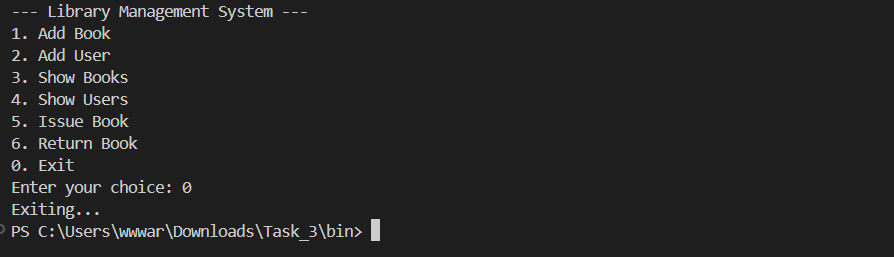 --- Library Management System ---
1. Add Book
2. Add User
3. Show Books
4. Show Users
5. Issue Book
6. Return Book
0. Exit
Enter your choice: 0
Exiting...
PS C:\Users\wwwar\Downloads\Task_3\bin>